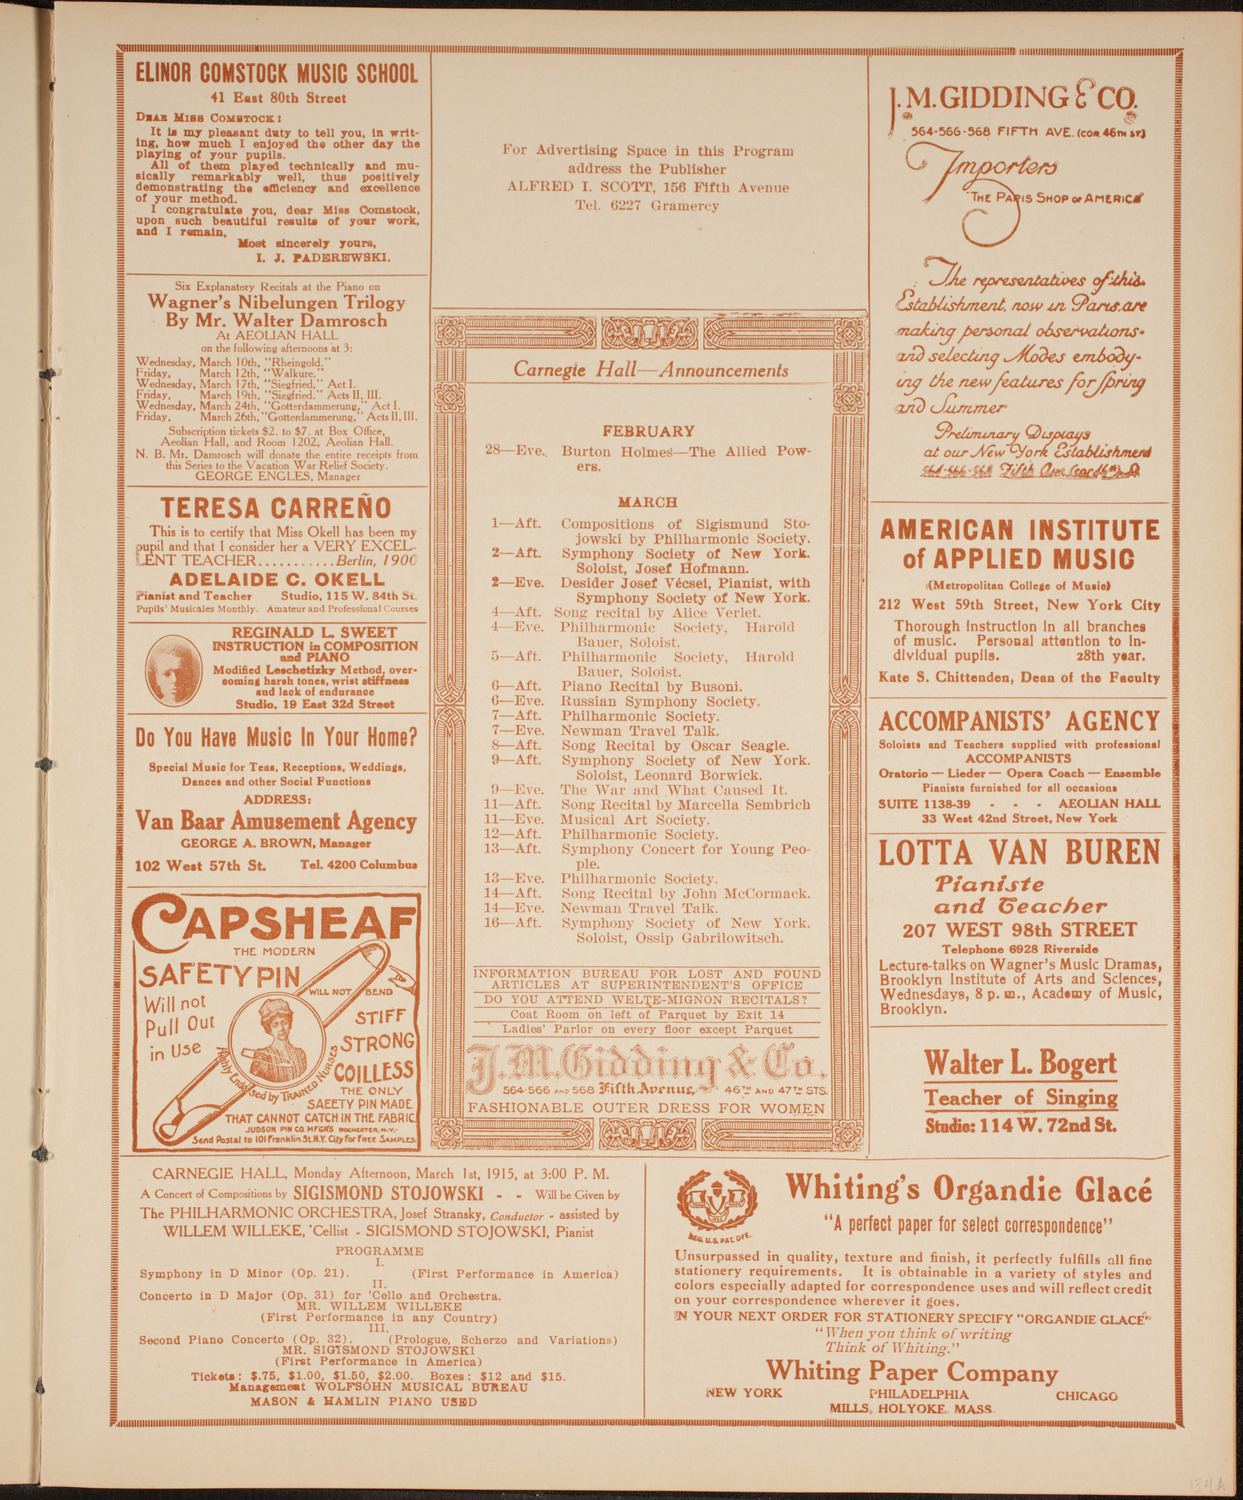 ELINOR COMSTOCK MUSIC SCHOOL
41 East 80th Street
DEAR MISS COMSTOCK:
It is my pleasant duty to tell you, in writ-
ing, how much I enjoyed the other day the
playing of your pupils.
All of them played technically and mu-
sically remarkably well, thus positively
demonstrating the efficiency and excellence
of your method.
I congratulate you, dear Miss Comstock,
upon such beautiful results of your work,
and I remain,
Most sincerely yours,
I. J. PADEREWSKI.
Six Explanatory Recitals at the Piano on
Wagner's Nibelungen Trilogy
By Mr. Walter Damrosch
At AEOLIAN HALL
on the following afternoons at 3:
Wednesday, March 10th, "Rheingold."
Friday, March 12th, "Walkure."
Wednesday, March 17th, "Siegfried," Act I.
Friday, March 19th, "Siegfried." Acts II, III.
Wednesday, March 24th, "Gotterdammerung," Act I.
Friday, March 26th, "Gotterdammerung," Acts II, III.
Subscription tickets $2. to $7. at Box Office,
Aeolian Hall, and Room 1202, Aeolian Hall.
N. B. Mr. Damrosch will donate the entire receipts from
this Series to the Vacation War Relief Society.
GEORGE ENGLES, Manager
TERESA CARREÑO
This is to certify that Miss Okell has been my
pupil and that I consider her a VERY EXCEL-
LENT TEACHER...........Berlin, 1900
ADELAIDE C. OKELL
Pianist and Teacher Studio, 115 W. 84th St.
Pupils' Musicales Monthly. Amateur and Professional Courses
REGINALD L. SWEET
INSTRUCTION in COMPOSITION
and PIANO
Modified Leschetizky Method, over-
coming harsh tones, wrist stiffness
and lack of endurance
Studio, 19 East 32d Street
Do You Have Music In Your Home?
Special Music for Teas, Receptions, Weddings,
Dances and other Social Functions
ADDRESS:
Van Baar Amusement Agency
GEORGE A. BROWN, Manager
102 West 57th St. Tel. 4200 Columbus
CAPSHEAF
THE MODERN
SAFETY PIN
WILL NOT BEND
Will not
Pull Out
in Use
STIFF
STRONG
COILLESS
Highly Endorsed by TRAINED NURSES
THE ONLY
SAFETY PIN MADE
THAT CANNOT CATCH IN THE FABRIC.
JUDSON PIN CO. MFGRS ROCHESTER, N.Y.
Send Postal to 101 Franklin St. N.Y. City for FREE SAMPLES.
For Advertising Space in this Program
address the Publisher
ALFRED I. SCOTT, 156 Fifth Avenue
Tel. 6227 Gramercy
Carnegie Hall—Announcements
FEBRUARY
28—Eve. Burton Holmes—The Allied Pow-
ers.
MARCH
1—Aft. Compositions of Sigismund Sto-
jowski by Philharmonic Society.
2—Aft. Symphony Society of New York.
Soloist, Josef Hofmann.
2—Eve. Desider Josef Vécsei, Pianist, with
Symphony Society of New York.
4—Aft. Song recital by Alice Verlet.
4—Eve. Philharmonic Society, Harold
Bauer, Soloist.
5—Aft. Philharmonic Society, Harold
Bauer, Soloist.
6—Aft. Piano Recital by Busoni.
6—Eve. Russian Symphony Society.
7—Aft. Philharmonic Society.
7—Eve. Newman Travel Talk.
8—Aft. Song Recital by Oscar Seagle.
9—Aft. Symphony Society of New York.
Soloist, Leonard Borwick.
9—Eve. The War and What Caused It.
11—Aft. Song Recital by Marcella Sembrich
11—Eve. Musical Art Society.
12—Aft. Philharmonic Society.
13—Aft. Symphony Concert for Young Peo-
ple.
13—Eve. Philharmonic Society.
14—Aft. Song Recital by John McCormack.
14—Eve. Newman Travel Talk.
16—Aft. Symphony Society of New York.
Soloist, Ossip Gabrilowitsch.
INFORMATION BUREAU FOR LOST AND FOUND
ARTICLES AT SUPERINTENDENT'S OFFICE
DO YOU ATTEND WELTE-MIGNON RECITALS?
Coat Room on left of Parquet by Exit 14
Ladies' Parlor on every floor except Parquet
J.M. Gidding & Co.
564-566 AND 568 Fifth Avenue, 46TH AND 47TH STS.
FASHIONABLE OUTER DRESS FOR WOMEN
J. M. GIDDING & CO.
564-566-568 FIFTH AVE. (COR. 46TH ST.)
Importers
"THE PARIS SHOP OF AMERICA"
The representatives of this
Establishment, now in Paris, are
making personal observations
and selecting Modes embody-
ing the new features for Spring
and Summer
Preliminary Displays
at our New York Establishment
564-566-568 Fifth Ave.
AMERICAN INSTITUTE
of APPLIED MUSIC
(Metropolitan College of Music)
212 West 59th Street, New York City
Thorough Instruction in all branches
of music. Personal attention to in-
dividual pupils. 28th year.
Kate S. Chittenden, Dean of the Faculty
ACCOMPANISTS' AGENCY
Soloists and Teachers supplied with professional
ACCOMPANISTS
Oratorio — Lieder — Opera Coach — Ensemble
Pianists furnished for all occasions
SUITE 1138-39 - - - AEOLIAN HALL
33 West 42nd Street, New York
LOTTA VAN BUREN
Pianiste
and Teacher
207 WEST 98th STREET
Telephone 6928 Riverside
Lecture-talks on Wagner's Music Dramas,
Brooklyn Institute of Arts and Sciences,
Wednesdays, 8 p. m., Academy of Music,
Brooklyn.
Walter L. Bogert
Teacher of Singing
Studio: 114 W. 72nd St.
CARNEGIE HALL, Monday Afternoon, March 1st, 1915, at 3:00 P. M.
A Concert of Compositions by SIGISMOND STOJOWSKI - - Will be Given by
The PHILHARMONIC ORCHESTRA, Josef Stransky, Conductor - assisted by
WILLEM WILLEKE, 'Cellist - SIGISMOND STOJOWSKI, Pianist
PROGRAMME
I.
Symphony in D Minor (Op. 21). (First Performance in America)
II.
Concerto in D Major (Op. 31) for 'Cello and Orchestra.
MR. WILLEM WILLEKE
(First Performance in any Country)
III.
Second Piano Concerto (Op. 32). (Prologue, Scherzo and Variations)
MR. SIGISMOND STOJOWSKI
(First Performance in America)
Tickets: $.75, $1.00, $1.50, $2.00. Boxes: $12 and $15.
Management WOLFSOHN MUSICAL BUREAU
MASON & HAMLIN PIANO USED
REG. U.S. PAT. OFF.
Whiting's Organdie Glacé
"A perfect paper for select correspondence"
Unsurpassed in quality, texture and finish, it perfectly fulfills all fine
stationery requirements. It is obtainable in a variety of styles and
colors especially adapted for correspondence uses and will reflect credit
on your correspondence wherever it goes.
IN YOUR NEXT ORDER FOR STATIONERY SPECIFY "ORGANDIE GLACÉ"
"When you think of writing
Think of Whiting."
Whiting Paper Company
NEW YORK PHILADELPHIA CHICAGO
MILLS, HOLYOKE, MASS.
134A